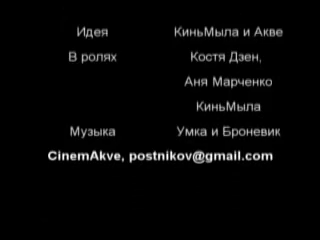 Идея КиньМыла и Акве
В ролях Костя Дзен,
Аня Марченко
КиньМыла
Музыка Умка и Броневик
CinemAkve, postnikov@gmail.com